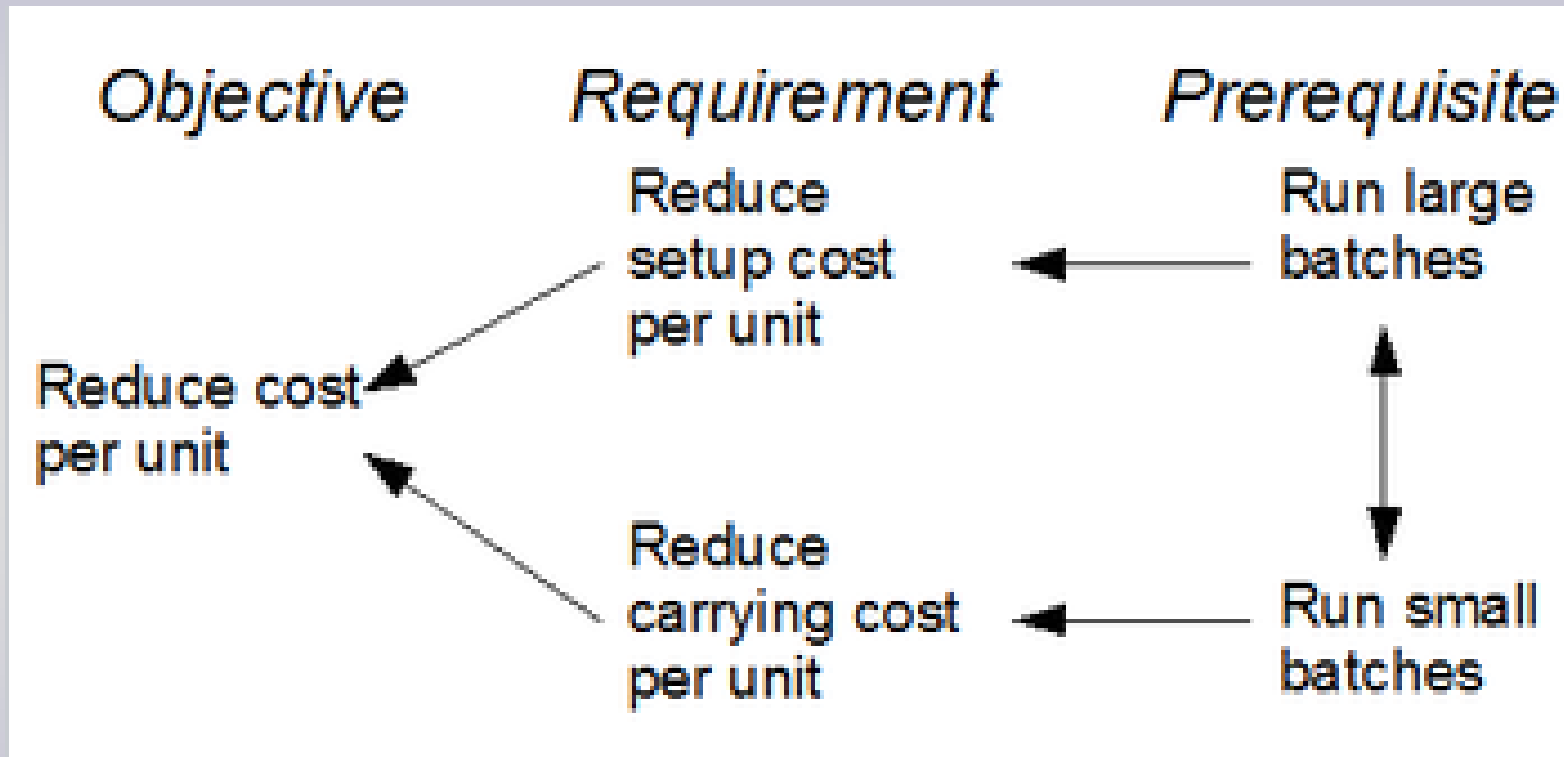 Objective Requirement Prerequisite
Reduce
setup cost
per unit
Run large
batches
Reduce cost
per unit
Reduce
carrying cost
per unit
Run small
batches